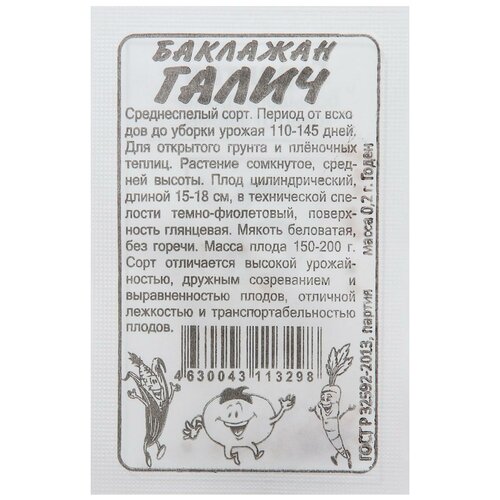 БАКЛАЖАН
ГАЛИЧ
Среднеспелый сорт. Период от всхо
дов до уборки урожая 110-145 дней.
Для открытого грунта и плёночных
теплиц. Растение сомкнутое, сред-
ней высоты. Плод цилиндрический,
длиной 15-18 см, в технической спе-
лости темно-фиолетовый, поверх-
ность глянцевая. Мякоть беловатая,
без горечи. Масса плода 150-200 г.
Сорт отличается высокой урожай-
ностью, дружным созреванием и
выравненностью плодов, отличной
лежкостью и транспортабельностью
плодов.
4 630043 113298
ГОСТ Р 32592-2013, партия Масса 0,2 г. Годен